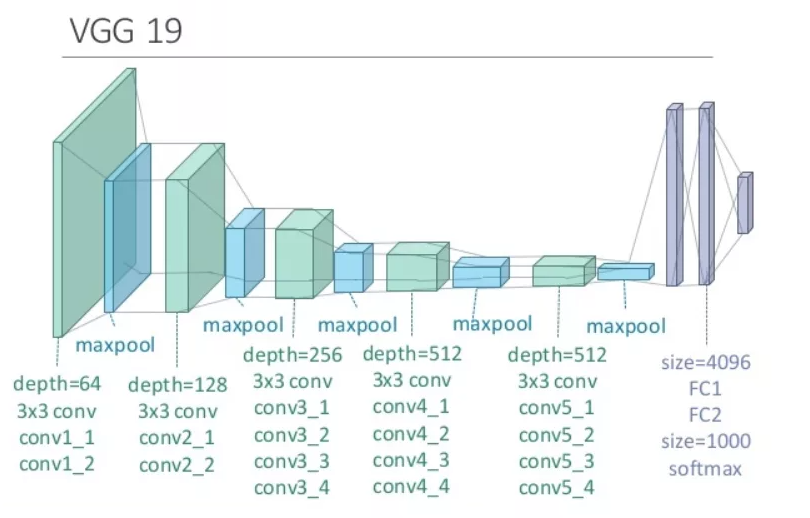 VGG 19
maxpool
maxpool
maxpool
maxpool
maxpool
depth=64
3x3 conv
conv1_1
conv1_2
depth=128
3x3 conv
conv2_1
conv2_2
depth=256
3x3 conv
conv3_1
conv3_2
conv3_3
conv3_4
depth=512
3x3 conv
conv4_1
conv4_2
conv4_3
conv4_4
depth=512
3x3 conv
conv5_1
conv5_2
conv5_3
conv5_4
size=4096
FC1
FC2
size=1000
softmax